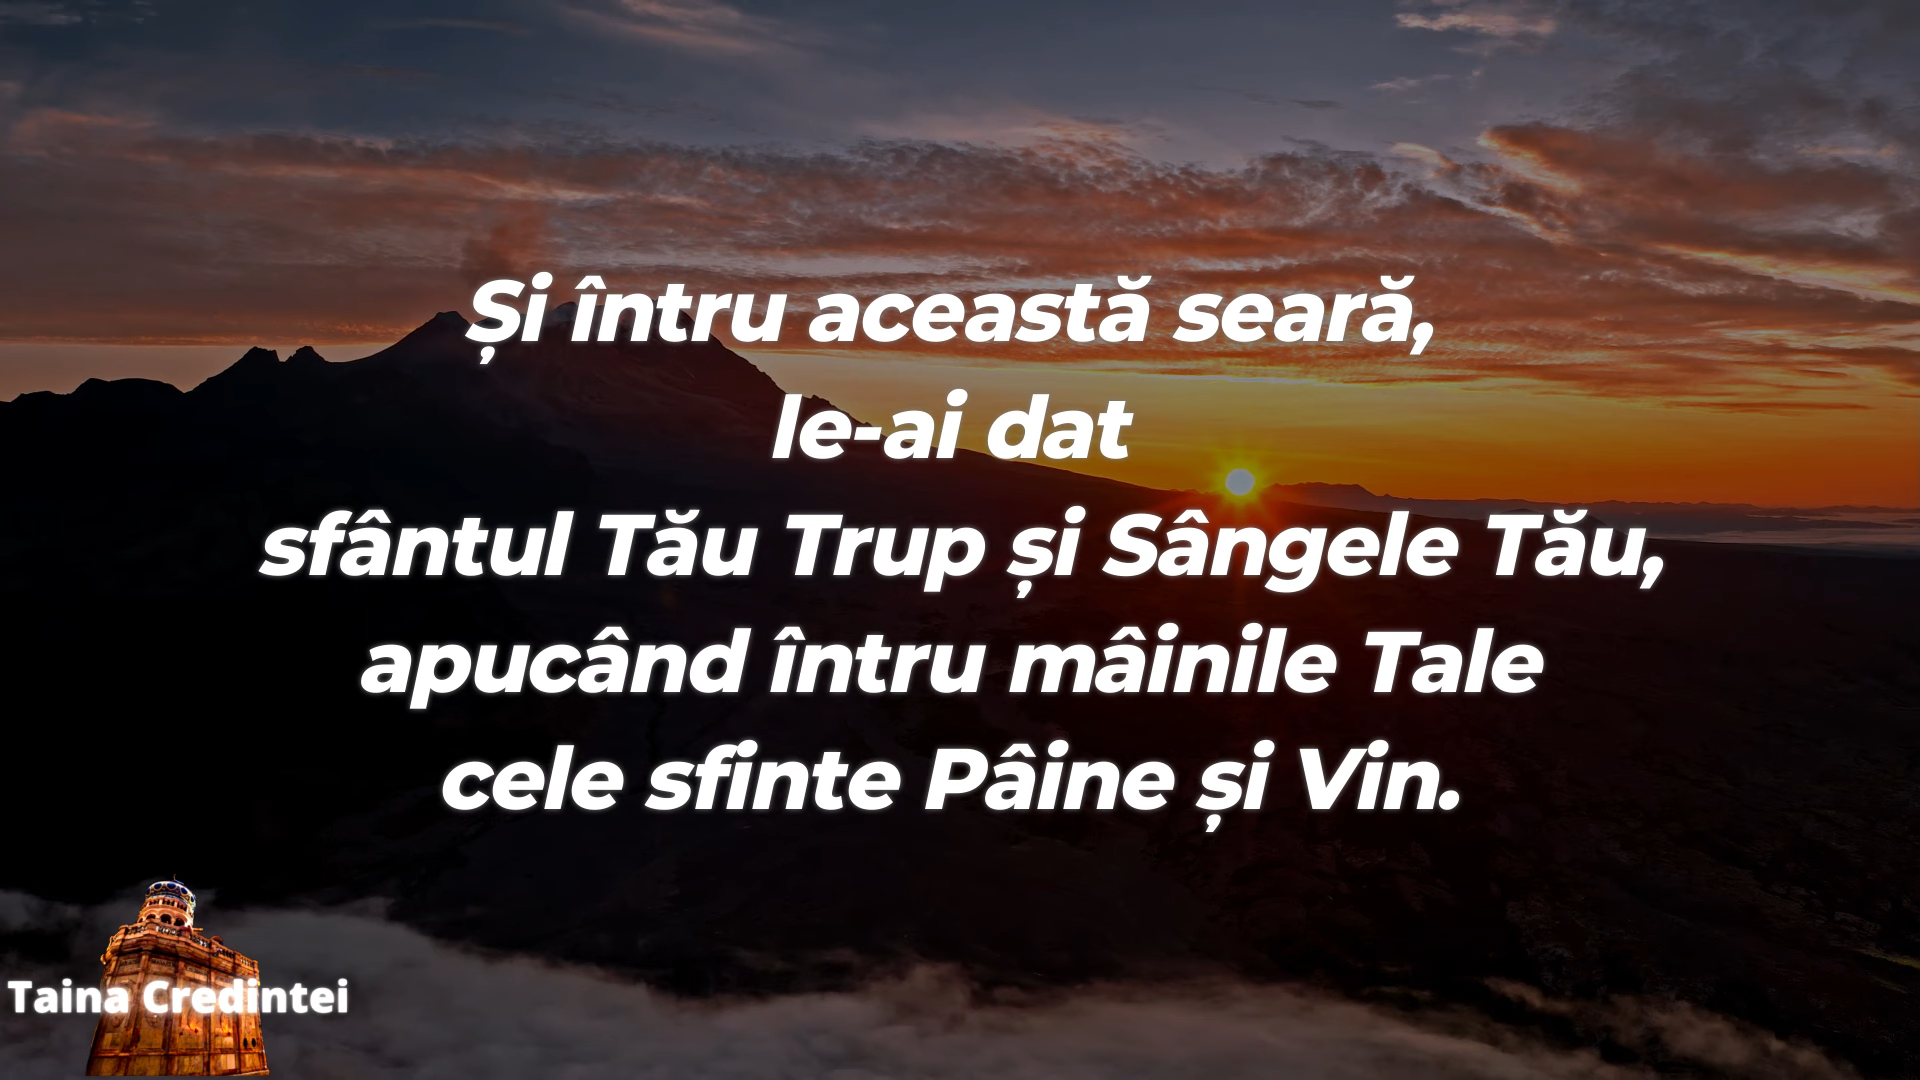 Și întru această seară,
le-ai dat
sfântul Tău Trup și Sângele Tău,
apucând întru mâinile Tale
cele sfinte Pâine și Vin.
Taina Credintei